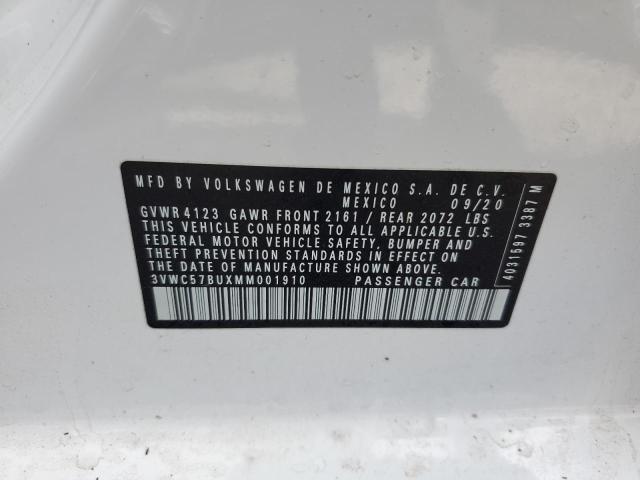 MFD BY VOLKSWAGEN DE MEXICO S.A. DE C.V.
MEXICO 09/20
GVWR 4123 GAWR FRONT 2161 / REAR 2072 LBS
THIS VEHICLE CONFORMS TO ALL APPLICABLE U.S.
FEDERAL MOTOR VEHICLE SAFETY, BUMPER AND
THEFT PREVENTION STANDARDS IN EFFECT ON
THE DATE OF MANUFACTURE SHOWN ABOVE.
3VWC57BUXMM001910 PASSENGER CAR
4031597 3387 M